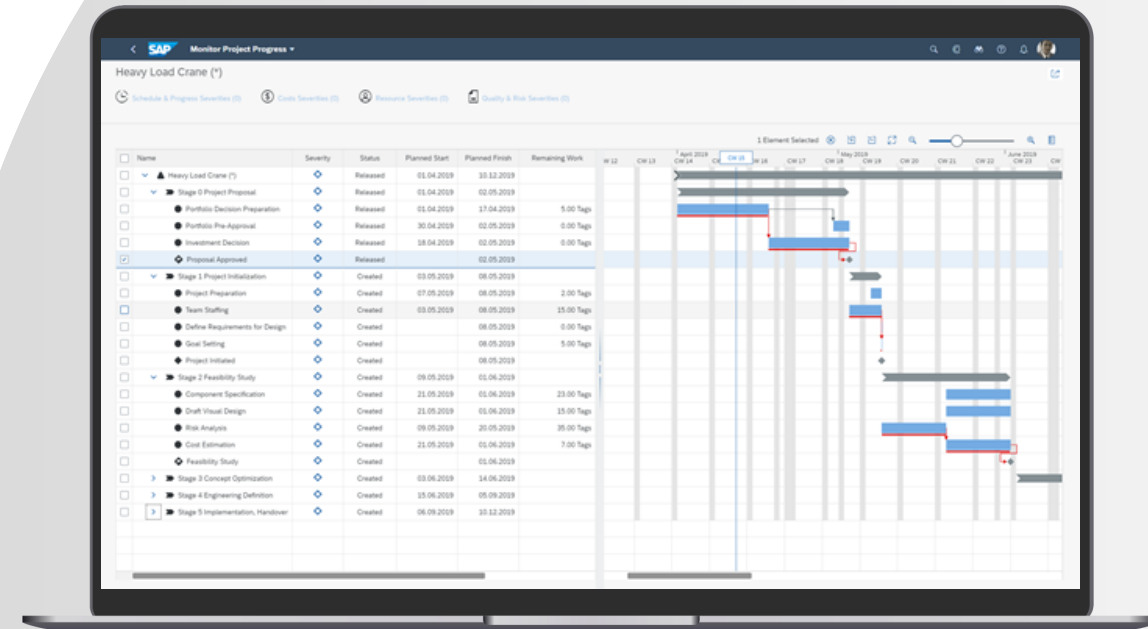 SAP Monitor Project Progress
Heavy Load Crane (*)
Schedule & Progress Severities (0) Costs Severities (0) Resource Severities (0) Quality & Risk Severities (0)
1 Element Selected
Name Severity Status Planned Start Planned Finish Remaining Work
April 2019 May 2019 June 2019
W 12 CW 13 CW 14 CW 15 W 16 CW 17 CW 18 CW 19 CW 20 CW 21 CW 22 CW 23 CW
Heavy Load Crane (*) Released 01.04.2019 10.12.2019
Stage 0 Project Proposal Released 01.04.2019 02.05.2019
Portfolio Decision Preparation Released 01.04.2019 17.04.2019 5.00 Tags
Portfolio Pre-Approval Released 30.04.2019 02.05.2019 0.00 Tags
Investment Decision Released 18.04.2019 02.05.2019 0.00 Tags
Proposal Approved Released 02.05.2019
Stage 1 Project Initialization Created 03.05.2019 08.05.2019
Project Preparation Created 07.05.2019 08.05.2019 2.00 Tags
Team Staffing Created 03.05.2019 08.05.2019 15.00 Tags
Define Requirements for Design Created 08.05.2019 0.00 Tags
Goal Setting Created 08.05.2019 5.00 Tags
Project Initiated Created 08.05.2019
Stage 2 Feasibility Study Created 09.05.2019 01.06.2019
Component Specification Created 21.05.2019 01.06.2019 23.00 Tags
Draft Visual Design Created 21.05.2019 01.06.2019 15.00 Tags
Risk Analysis Created 09.05.2019 20.05.2019 35.00 Tags
Cost Estimation Created 21.05.2019 01.06.2019 7.00 Tags
Feasibility Study Created 01.06.2019
Stage 3 Concept Optimization Created 03.06.2019 14.06.2019
Stage 4 Engineering Definition Created 15.06.2019 05.09.2019
Stage 5 Implementation, Handover Created 06.09.2019 10.12.2019